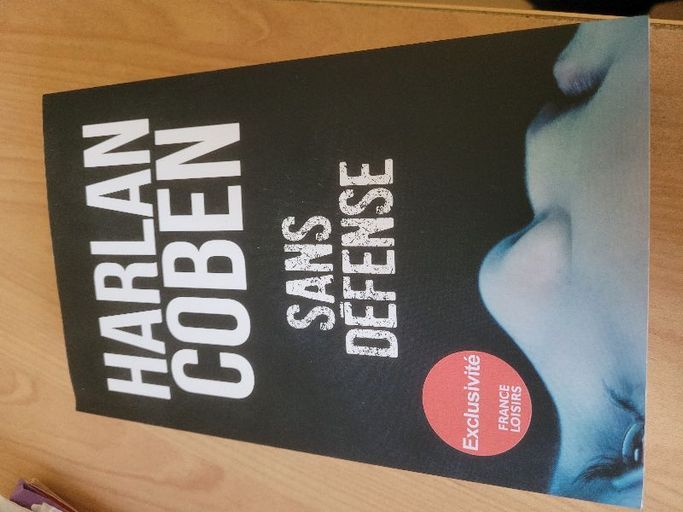 HARLAN
COBEN
SANS
DÉFENSE
Exclusivité
FRANCE
LOISIRS